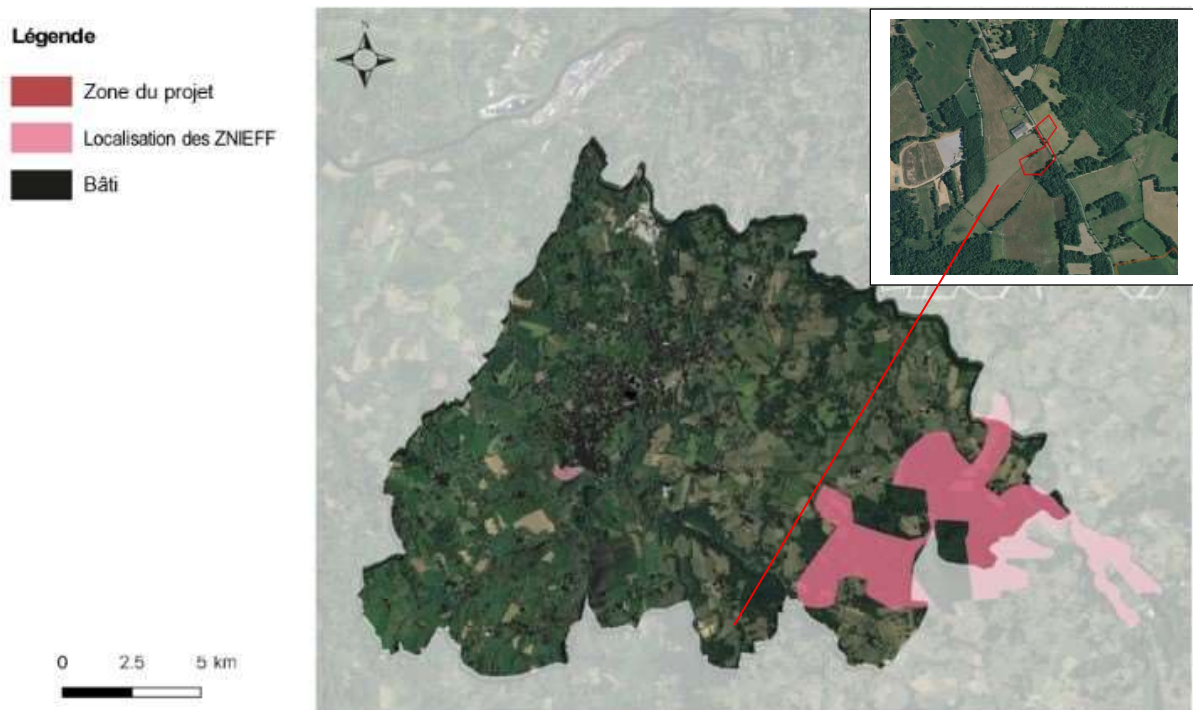 Légende
Zone du projet
Localisation des ZNIEFF
Bâti
N
0 2.5 5 km